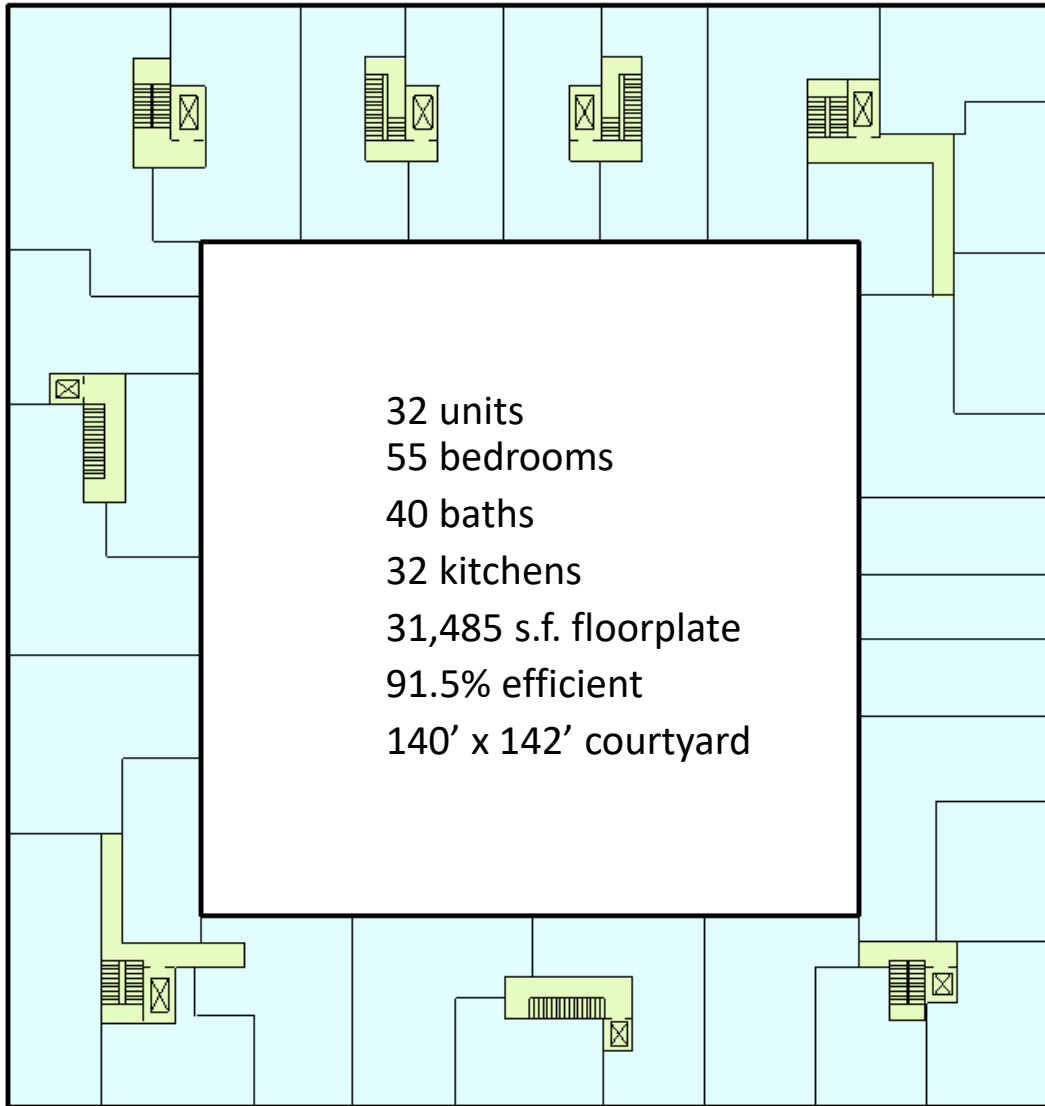 32 units
55 bedrooms
40 baths
32 kitchens
31,485 s.f. floorplate
91.5% efficient
140’ x 142’ courtyard